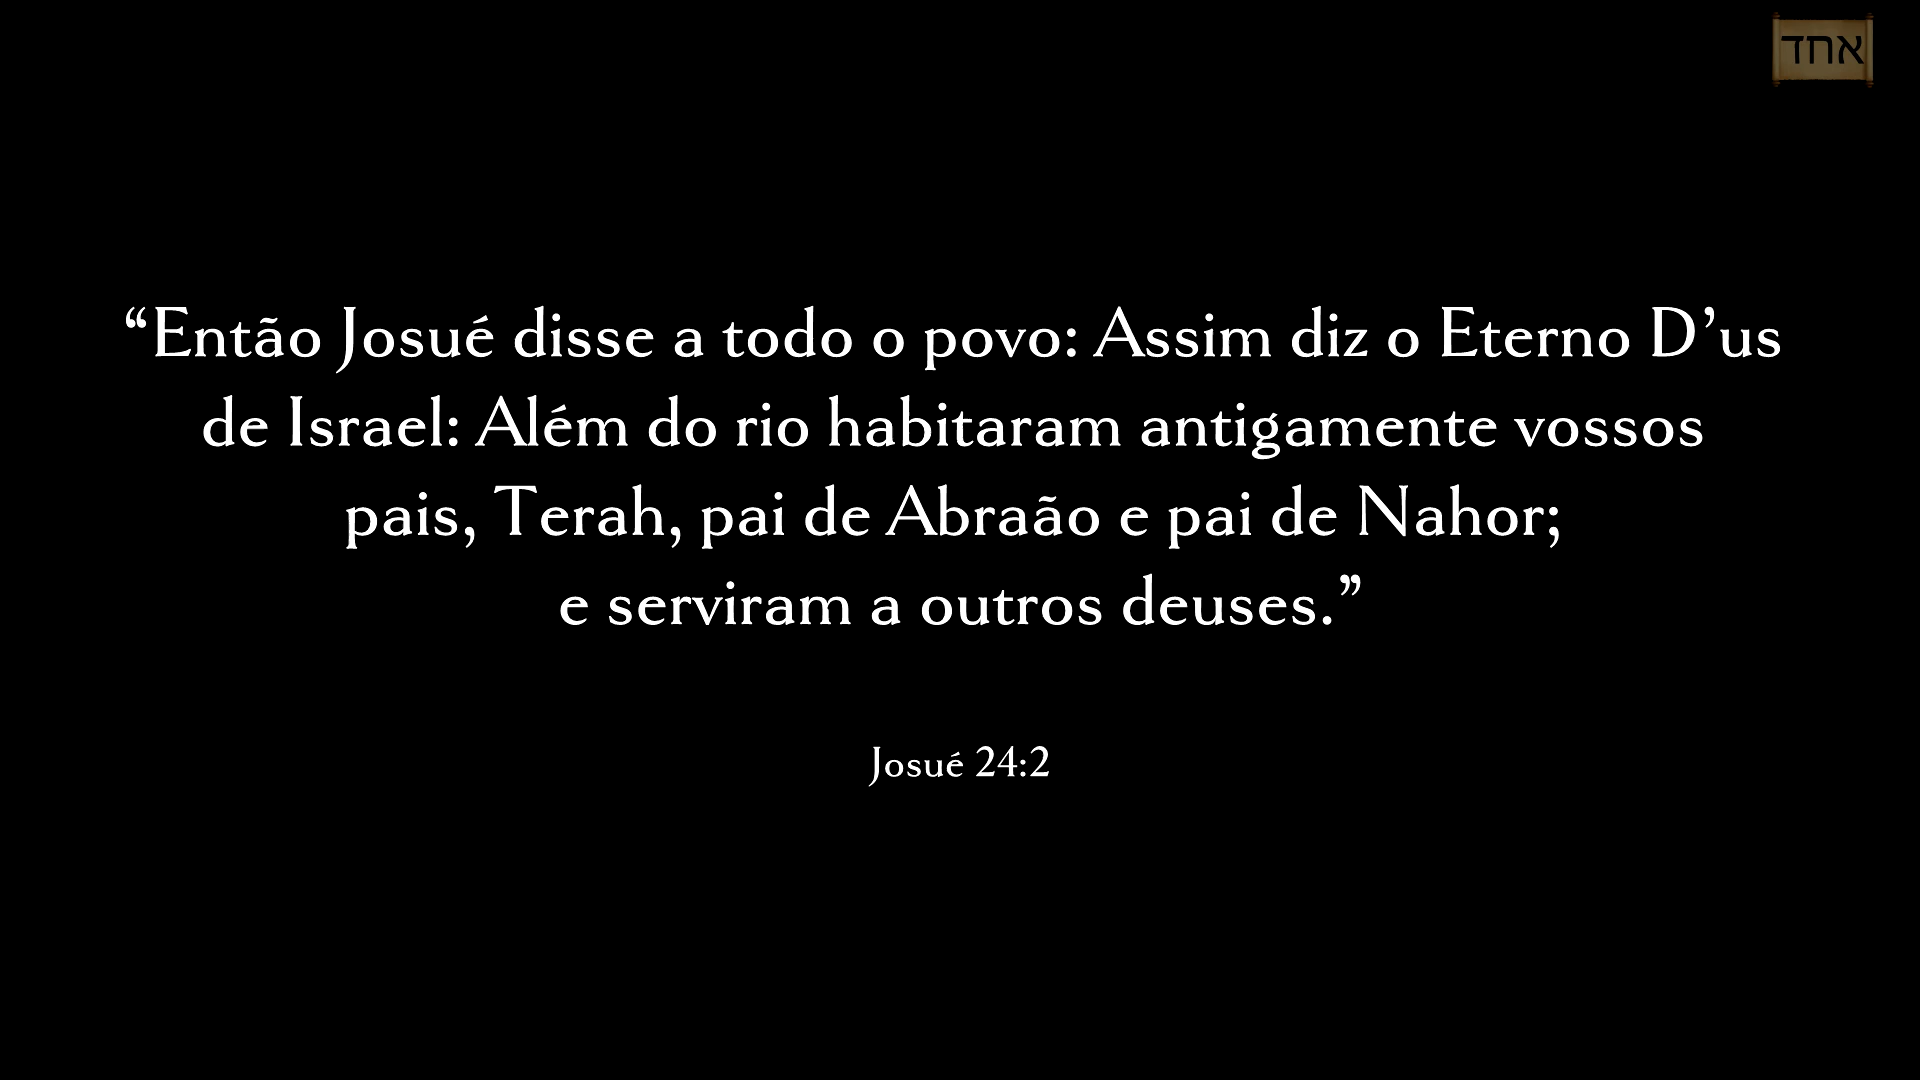 אחד
“Então Josué disse a todo o povo: Assim diz o Eterno D’us
de Israel: Além do rio habitaram antigamente vossos
pais, Terah, pai de Abraão e pai de Nahor;
e serviram a outros deuses.”
Josué 24:2